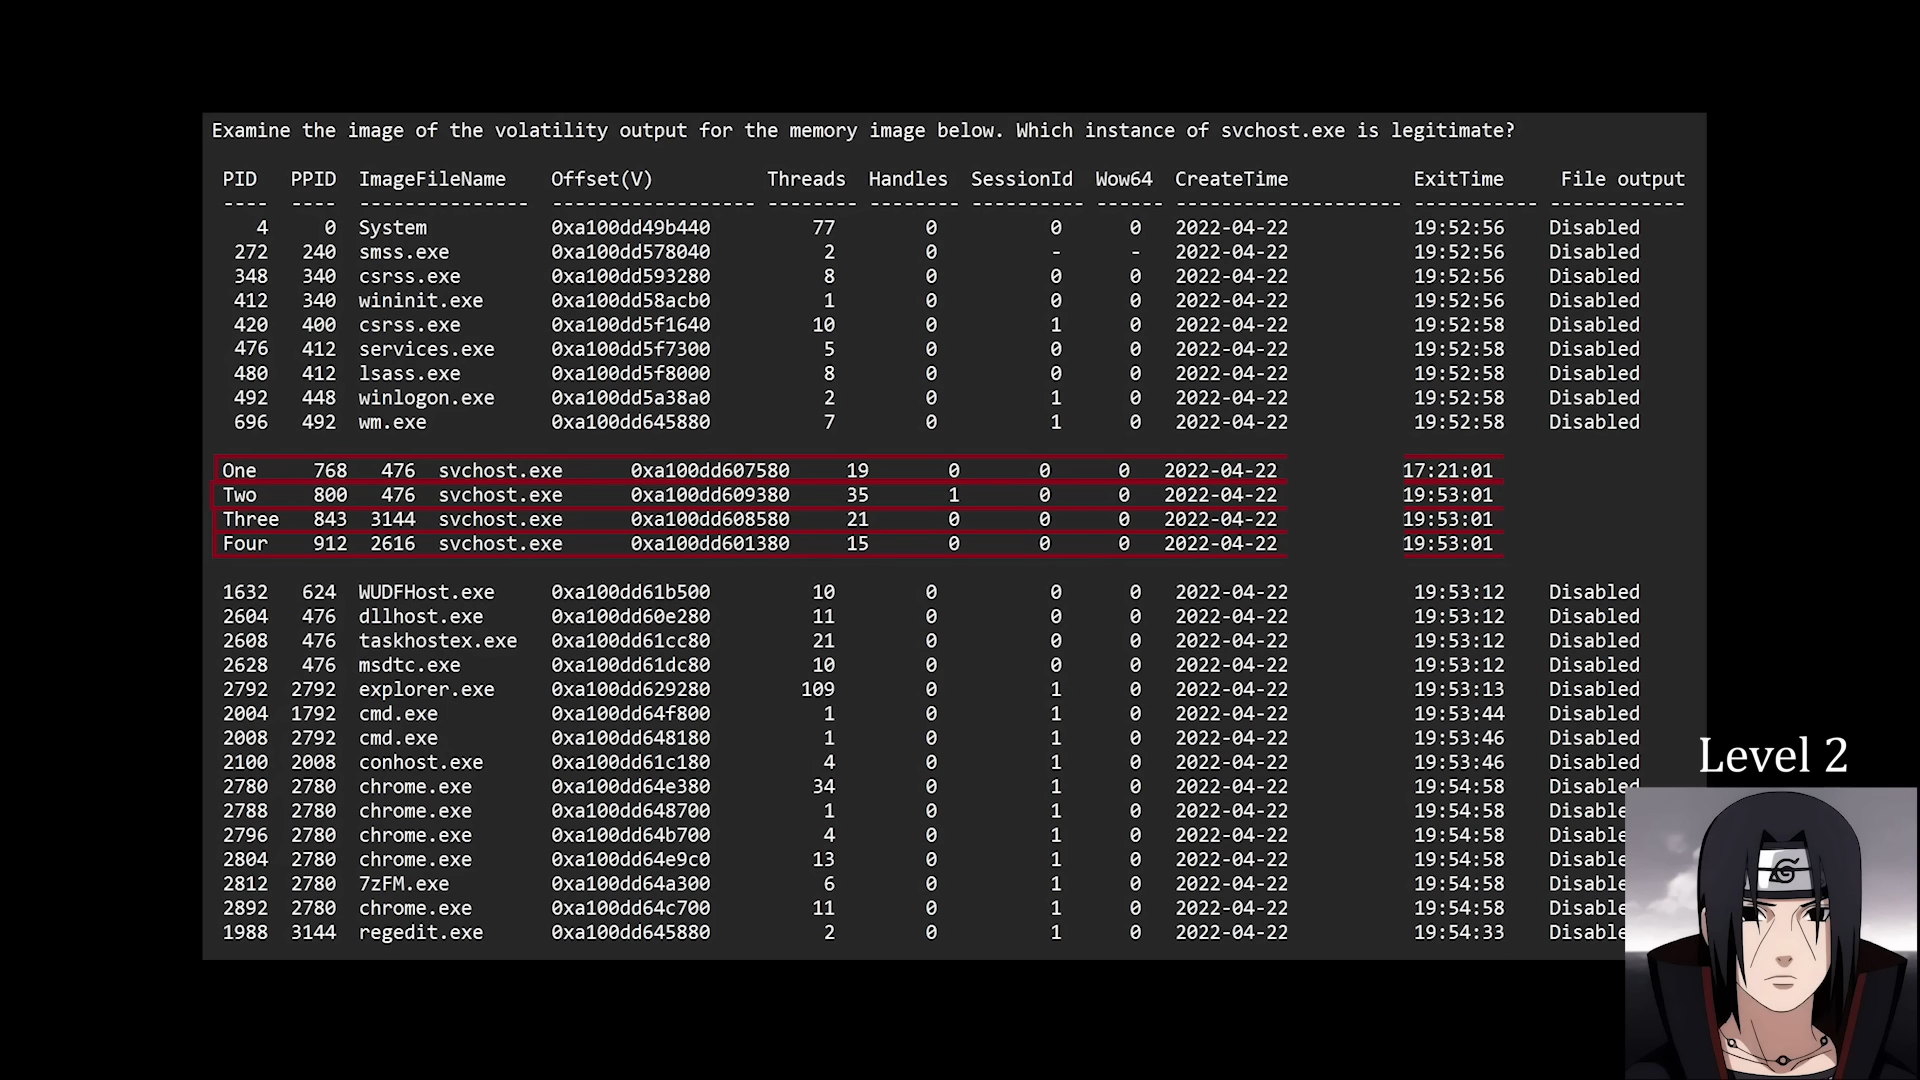 Examine the image of the volatility output for the memory image below. Which instance of svchost.exe is legitimate?
PID PPID ImageFileName Offset(V) Threads Handles SessionId Wow64 CreateTime ExitTime File output
---- ---- --------------- ------------------ -------- -------- ---------- ------ -------------------- ----------- ------------
4 0 System 0xa100dd49b440 77 0 0 0 2022-04-22 19:52:56 Disabled
272 240 smss.exe 0xa100dd578040 2 0 - - 2022-04-22 19:52:56 Disabled
348 340 csrss.exe 0xa100dd593280 8 0 0 0 2022-04-22 19:52:56 Disabled
412 340 wininit.exe 0xa100dd58acb0 1 0 0 0 2022-04-22 19:52:56 Disabled
420 400 csrss.exe 0xa100dd5f1640 10 0 1 0 2022-04-22 19:52:58 Disabled
476 412 services.exe 0xa100dd5f7300 5 0 0 0 2022-04-22 19:52:58 Disabled
480 412 lsass.exe 0xa100dd5f8000 8 0 0 0 2022-04-22 19:52:58 Disabled
492 448 winlogon.exe 0xa100dd5a38a0 2 0 1 0 2022-04-22 19:52:58 Disabled
696 492 wm.exe 0xa100dd645880 7 0 1 0 2022-04-22 19:52:58 Disabled
One 768 476 svchost.exe 0xa100dd607580 19 0 0 0 2022-04-22 17:21:01
Two 800 476 svchost.exe 0xa100dd609380 35 1 0 0 2022-04-22 19:53:01
Three 843 3144 svchost.exe 0xa100dd608580 21 0 0 0 2022-04-22 19:53:01
Four 912 2616 svchost.exe 0xa100dd601380 15 0 0 0 2022-04-22 19:53:01
1632 624 WUDFHost.exe 0xa100dd61b500 10 0 0 0 2022-04-22 19:53:12 Disabled
2604 476 dllhost.exe 0xa100dd60e280 11 0 0 0 2022-04-22 19:53:12 Disabled
2608 476 taskhostex.exe 0xa100dd61cc80 21 0 0 0 2022-04-22 19:53:12 Disabled
2628 476 msdtc.exe 0xa100dd61dc80 10 0 0 0 2022-04-22 19:53:12 Disabled
2792 2792 explorer.exe 0xa100dd629280 109 0 1 0 2022-04-22 19:53:13 Disabled
2004 1792 cmd.exe 0xa100dd64f800 1 0 1 0 2022-04-22 19:53:44 Disabled
2008 2792 cmd.exe 0xa100dd648180 1 0 1 0 2022-04-22 19:53:46 Disabled
2100 2008 conhost.exe 0xa100dd61c180 4 0 1 0 2022-04-22 19:53:46 Disabled
2780 2780 chrome.exe 0xa100dd64e380 34 0 1 0 2022-04-22 19:54:58 Disabled
2788 2780 chrome.exe 0xa100dd648700 1 0 1 0 2022-04-22 19:54:58 Disable
2796 2780 chrome.exe 0xa100dd64b700 4 0 1 0 2022-04-22 19:54:58 Disable
2804 2780 chrome.exe 0xa100dd64e9c0 13 0 1 0 2022-04-22 19:54:58 Disable
2812 2780 7zFM.exe 0xa100dd64a300 6 0 1 0 2022-04-22 19:54:58 Disable
2892 2780 chrome.exe 0xa100dd64c700 11 0 1 0 2022-04-22 19:54:58 Disable
1988 3144 regedit.exe 0xa100dd645880 2 0 1 0 2022-04-22 19:54:33 Disable
Level 2